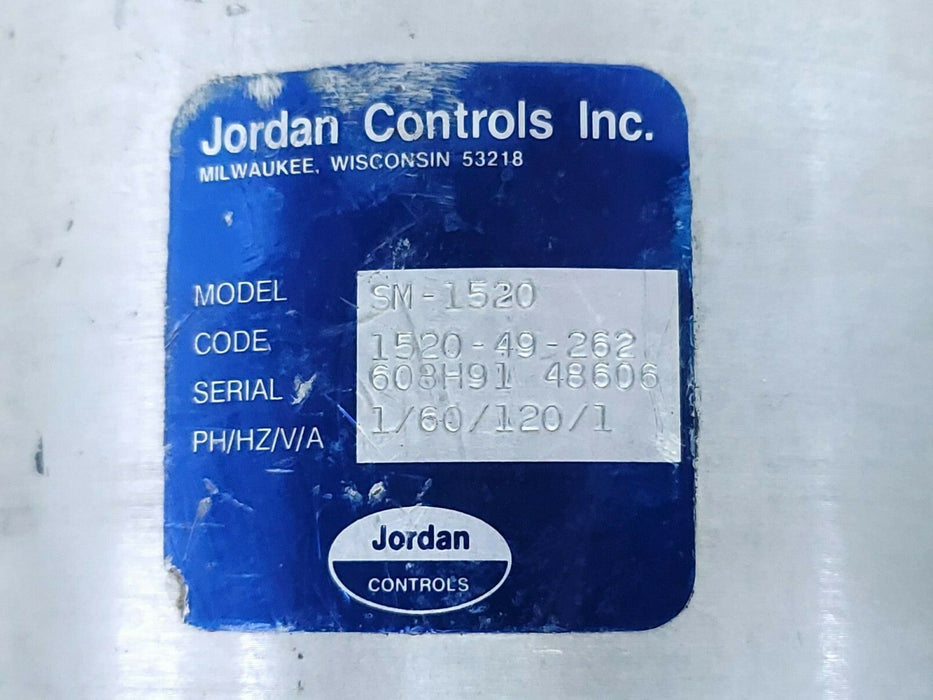 Jordan Controls Inc.
MILWAUKEE, WISCONSIN 53218
MODEL SM-1520
CODE 1520-49-262
SERIAL 608H91 48606
PH/HZ/V/A 1/60/120/1
Jordan
CONTROLS